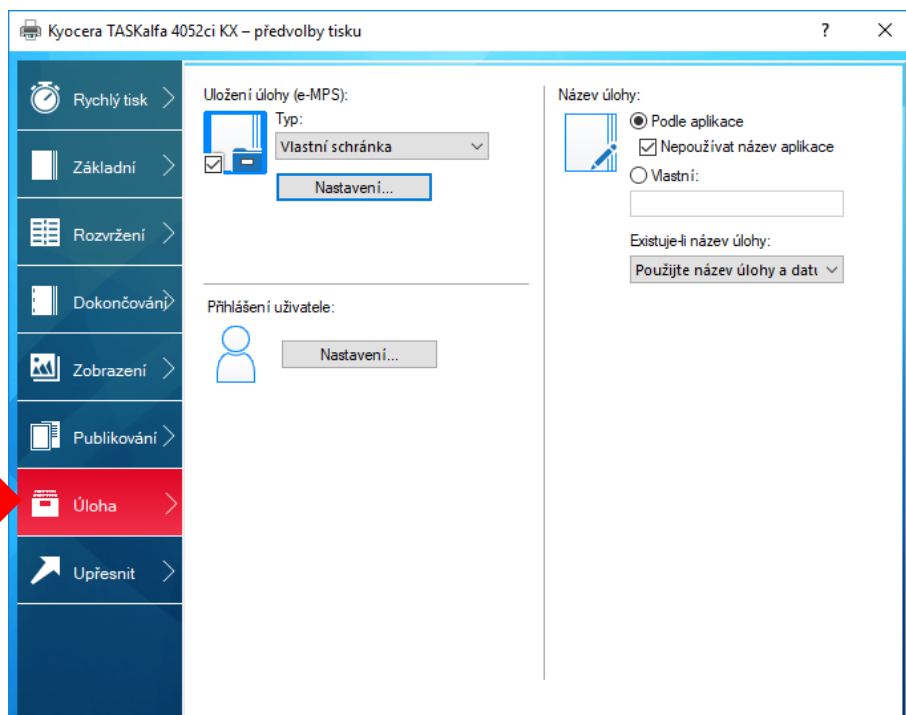 Kyocera TASKalfa 4052ci KX – předvolby tisku
Rychlý tisk
Základní
Rozvržení
Dokončování
Zobrazení
Publikování
Úloha
Upřesnit
Uložení úlohy (e-MPS):
Typ:
Vlastní schránka
Nastavení...
Přihlášení uživatele:
Nastavení...
Název úlohy:
Podle aplikace
Nepoužívat název aplikace
Vlastní:
Existuje-li název úlohy:
Použijte název úlohy a datu